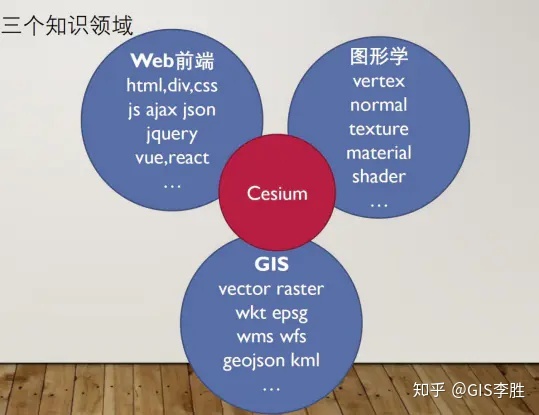 三个知识领域
Web前端
html,div,css
js ajax json
jquery
vue,react
…
图形学
vertex
normal
texture
material
shader
…
Cesium
GIS
vector raster
wkt epsg
wms wfs
geojson kml
…
知乎 @GIS李胜